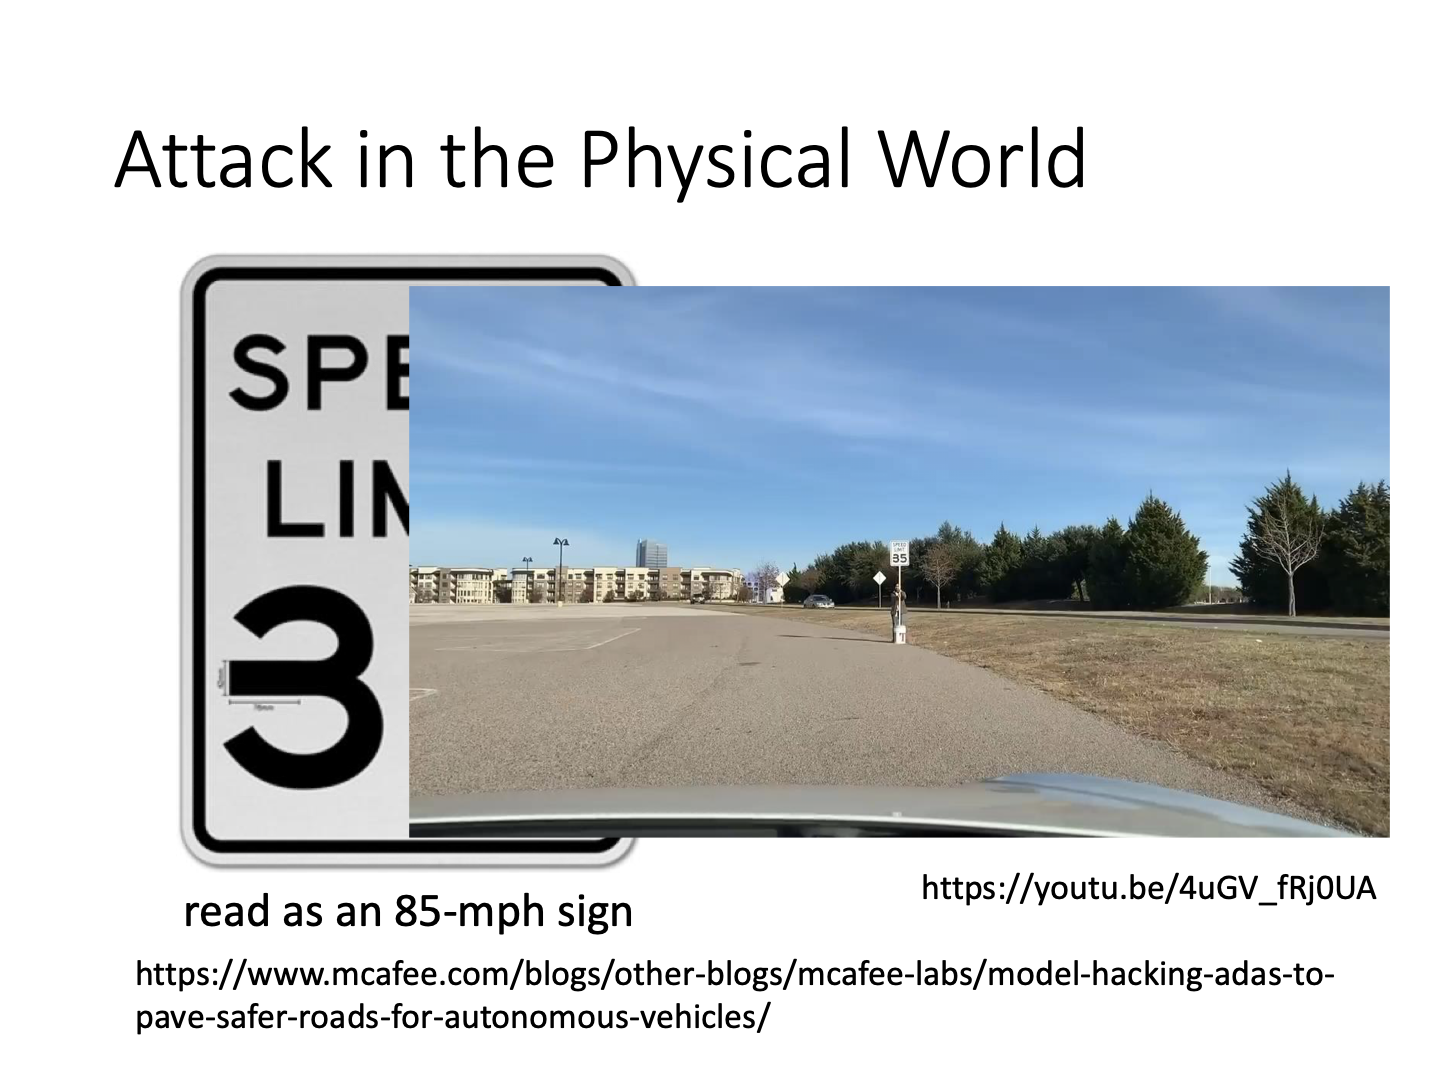 Attack in the Physical World
SPE
LIM
3
SPEED
LIMIT
35
read as an 85-mph sign
https://youtu.be/4uGV_fRj0UA
https://www.mcafee.com/blogs/other-blogs/mcafee-labs/model-hacking-adas-to-
pave-safer-roads-for-autonomous-vehicles/